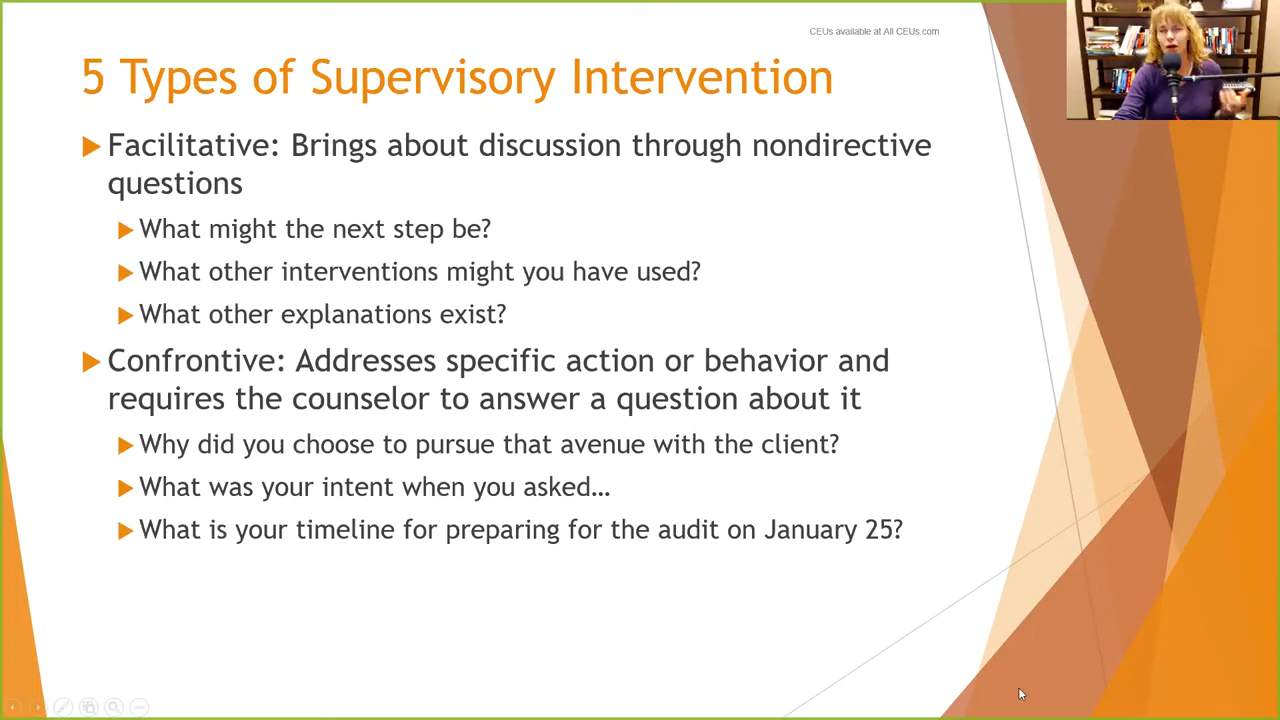 CEUs available at All CEUs.com
5 Types of Supervisory Intervention
Facilitative: Brings about discussion through nondirective
questions
What might the next step be?
What other interventions might you have used?
What other explanations exist?
Confrontive: Addresses specific action or behavior and
requires the counselor to answer a question about it
Why did you choose to pursue that avenue with the client?
What was your intent when you asked…
What is your timeline for preparing for the audit on January 25?